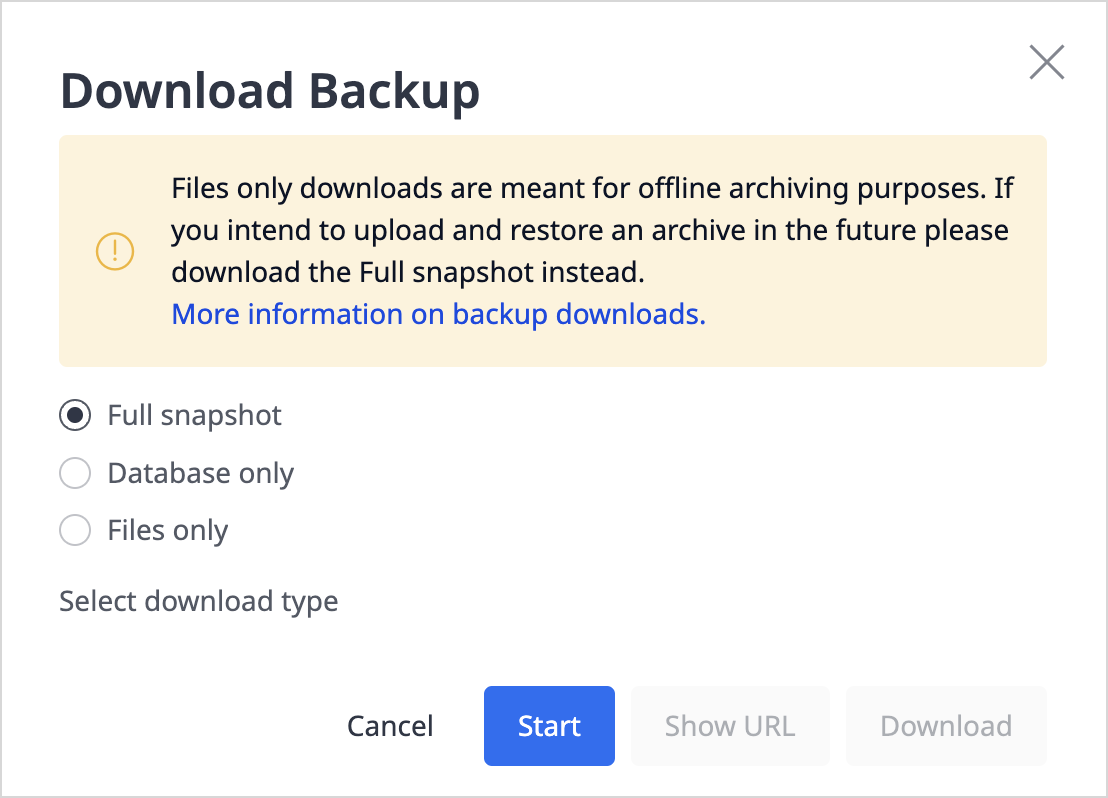 Download Backup
Files only downloads are meant for offline archiving purposes. If
you intend to upload and restore an archive in the future please
download the Full snapshot instead.
More information on backup downloads.
Full snapshot
Database only
Files only
Select download type
Cancel
Start
Show URL
Download